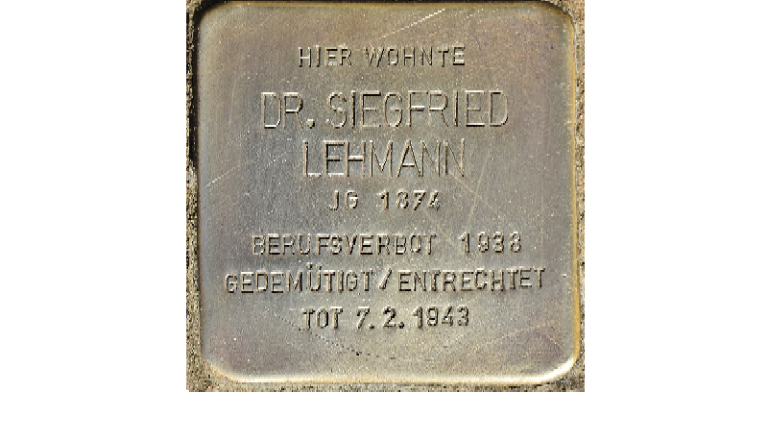 HIER WOHNTE
DR. SIEGFRIED
LEHMANN
JG 1874
BERUFSVERBOT 1938
GEDEMÜTIGT/ENTRECHTET
TOT 7.2.1943